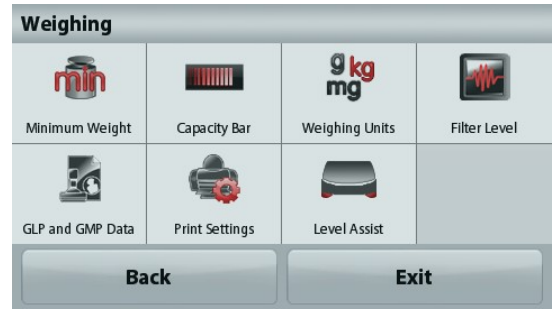 Weighing
min
g kg
mg
Minimum Weight
Capacity Bar
Weighing Units
Filter Level
GLP and GMP Data
Print Settings
Level Assist
Back
Exit